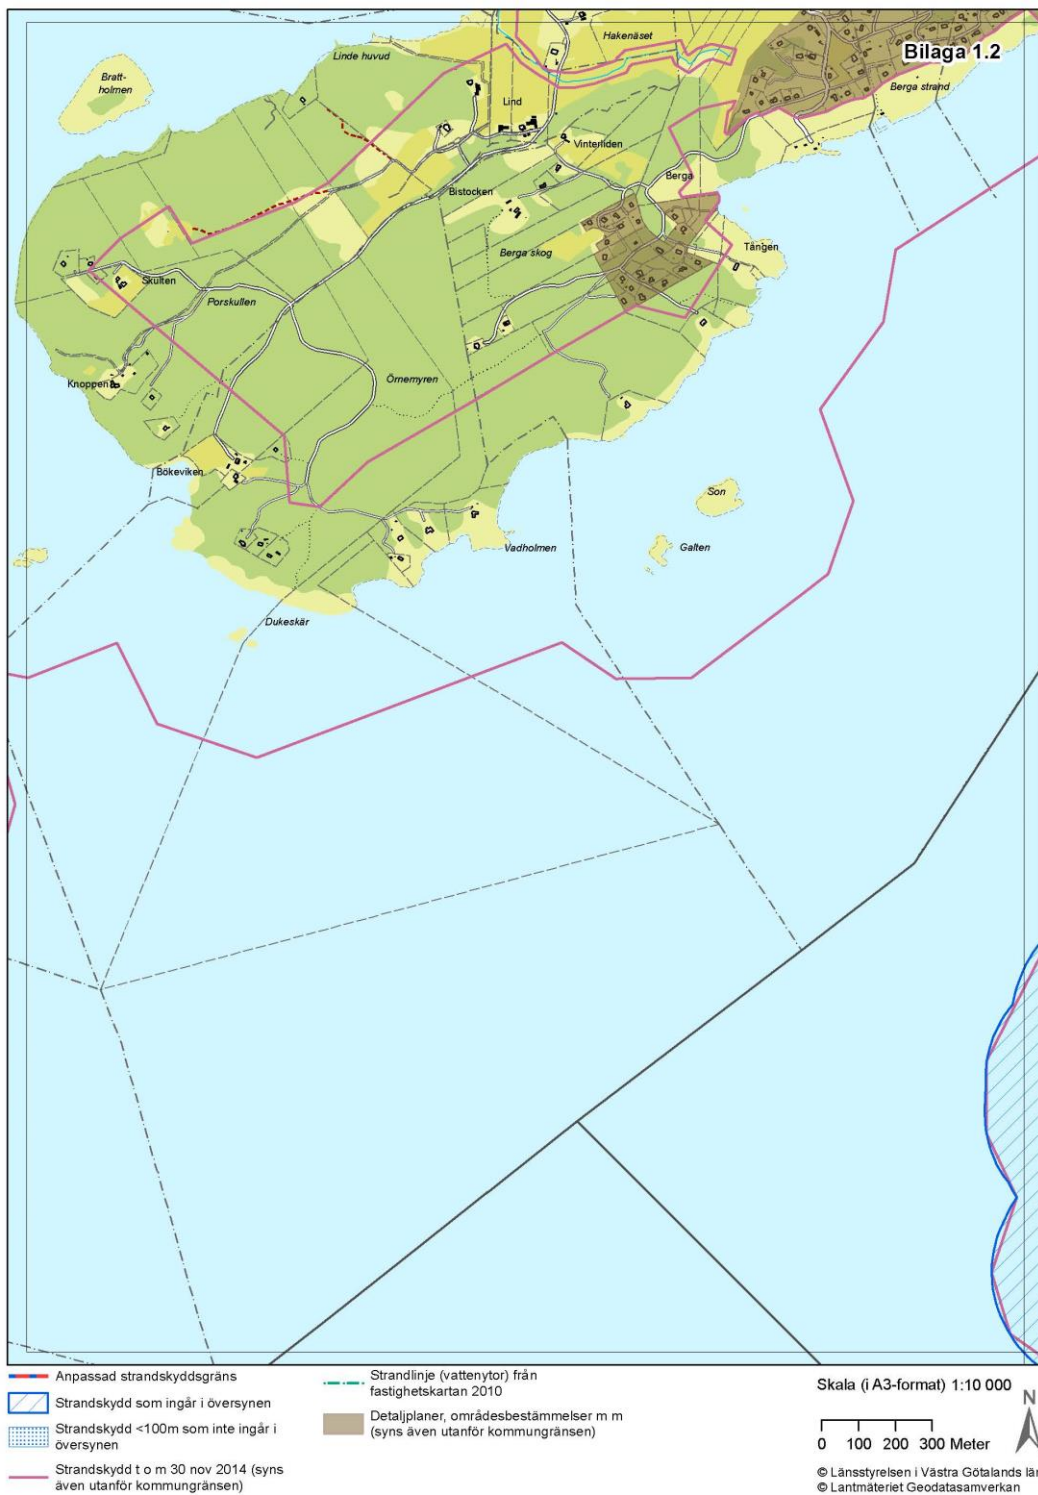 Hakenäset
Bilaga 1.2
Linde huvud
Bratt-
holmen
Berga strand
Lind
Vinterliden
Berga
Bistocken
Tången
Berga skog
Skulten
Porskullen
Knoppen
Örnemyren
Bökeviken
Son
Vadholmen
Galten
Dukeskär
Anpassad strandskyddsgräns
Strandskydd som ingår i översynen
Strandskydd <100m som inte ingår i
översynen
Strandskydd t o m 30 nov 2014 (syns
även utanför kommungränsen)
Strandlinje (vattenytor) från
fastighetskartan 2010
Detaljplaner, områdesbestämmelser m m
(syns även utanför kommungränsen)
Skala (i A3-format) 1:10 000
N
0 100 200 300 Meter
© Länsstyrelsen i Västra Götalands lä
© Lantmäteriet Geodatasamverkan